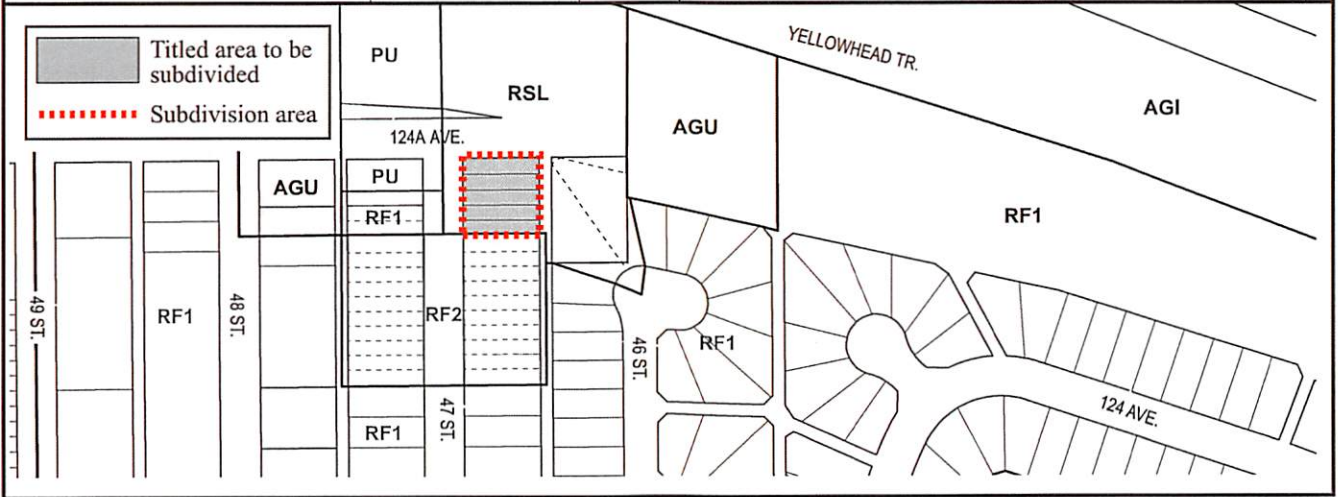 Titled area to be
subdivided
Subdivision area
PU
RSL
YELLOWHEAD TR.
AGI
AGU
124A AVE.
AGU
PU
RF1
RF1
49 ST.
RF1
48 ST.
RF2
46 ST.
RF1
124 AVE.
47 ST.
RF1